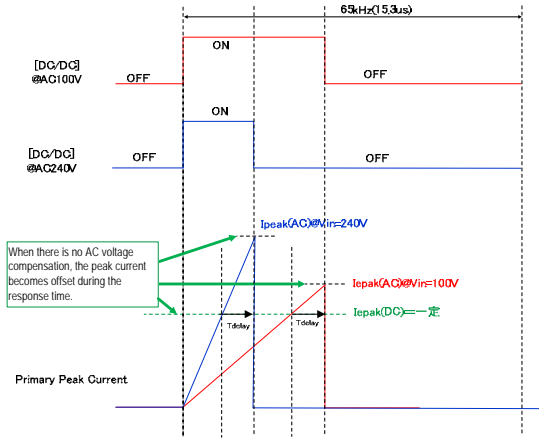 65kHz(15.3us)
ON
[DC/DC]
@AC100V
OFF
OFF
ON
[DC/DC]
@AC240V
OFF
OFF
Ipeak(AC)@Vin=240V
When there is no AC voltage
compensation, the peak current
becomes offset during the
response time.
Iepak(AC)@Vin=100V
Iepak(DC)=一定
Tdelay
Tdelay
Primary Peak Current